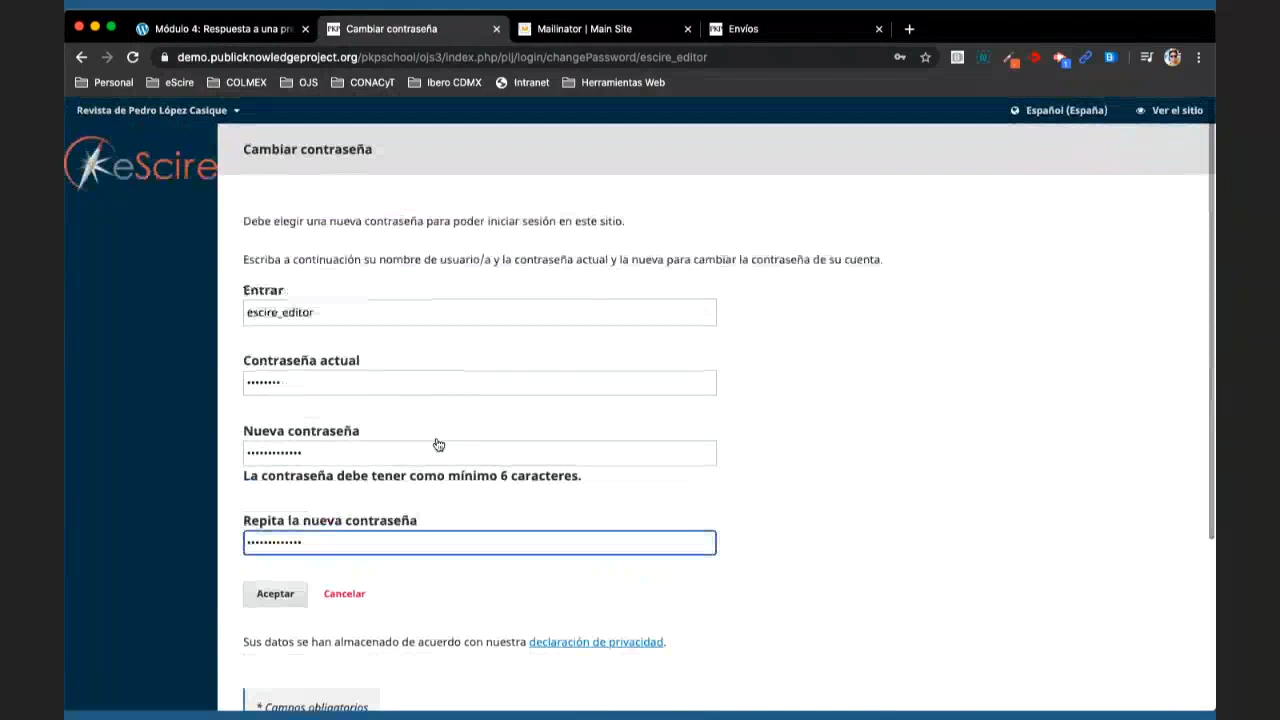 Módulo 4: Respuesta a una pre
Cambiar contraseña
Mailinator | Main Site
Envíos
demo.publicknowledgeproject.org/pkpschool/ojs3/index.php/plj/login/changePassword/escire_editor
Personal
eScire
COLMEX
OJS
CONACyT
Ibero CDMX
Intranet
Herramientas Web
Revista de Pedro López Casique
Español (España)
Ver el sitio
eScire
Cambiar contraseña
Debe elegir una nueva contraseña para poder iniciar sesión en este sitio.
Escriba a continuación su nombre de usuario/a y la contraseña actual y la nueva para cambiar la contraseña de su cuenta.
Entrar
escire_editor
Contraseña actual
••••••••
Nueva contraseña
•••••••••••••
La contraseña debe tener como mínimo 6 caracteres.
Repita la nueva contraseña
•••••••••••••
Aceptar
Cancelar
Sus datos se han almacenado de acuerdo con nuestra declaración de privacidad.
* Campos obligatorios